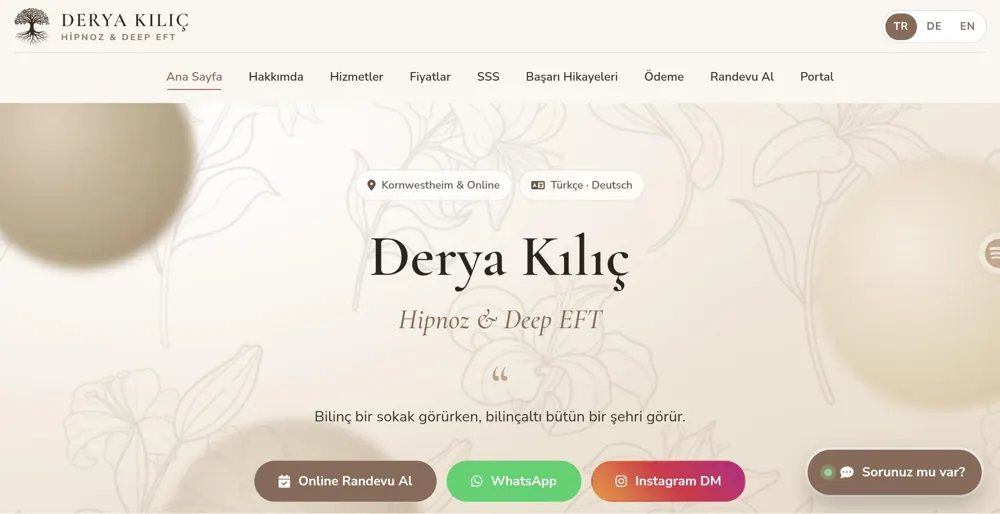 DERYA KILIÇ
HİPNOZ & DEEP EFT
TR DE EN
Ana Sayfa Hakkımda Hizmetler Fiyatlar SSS Başarı Hikayeleri Ödeme Randevu Al Portal
Kornwestheim & Online Türkçe · Deutsch
Derya Kılıç
Hipnoz & Deep EFT
“
Bilinç bir sokak görürken, bilinçaltı bütün bir şehri görür.
Online Randevu Al WhatsApp Instagram DM
Sorunuz mu var?